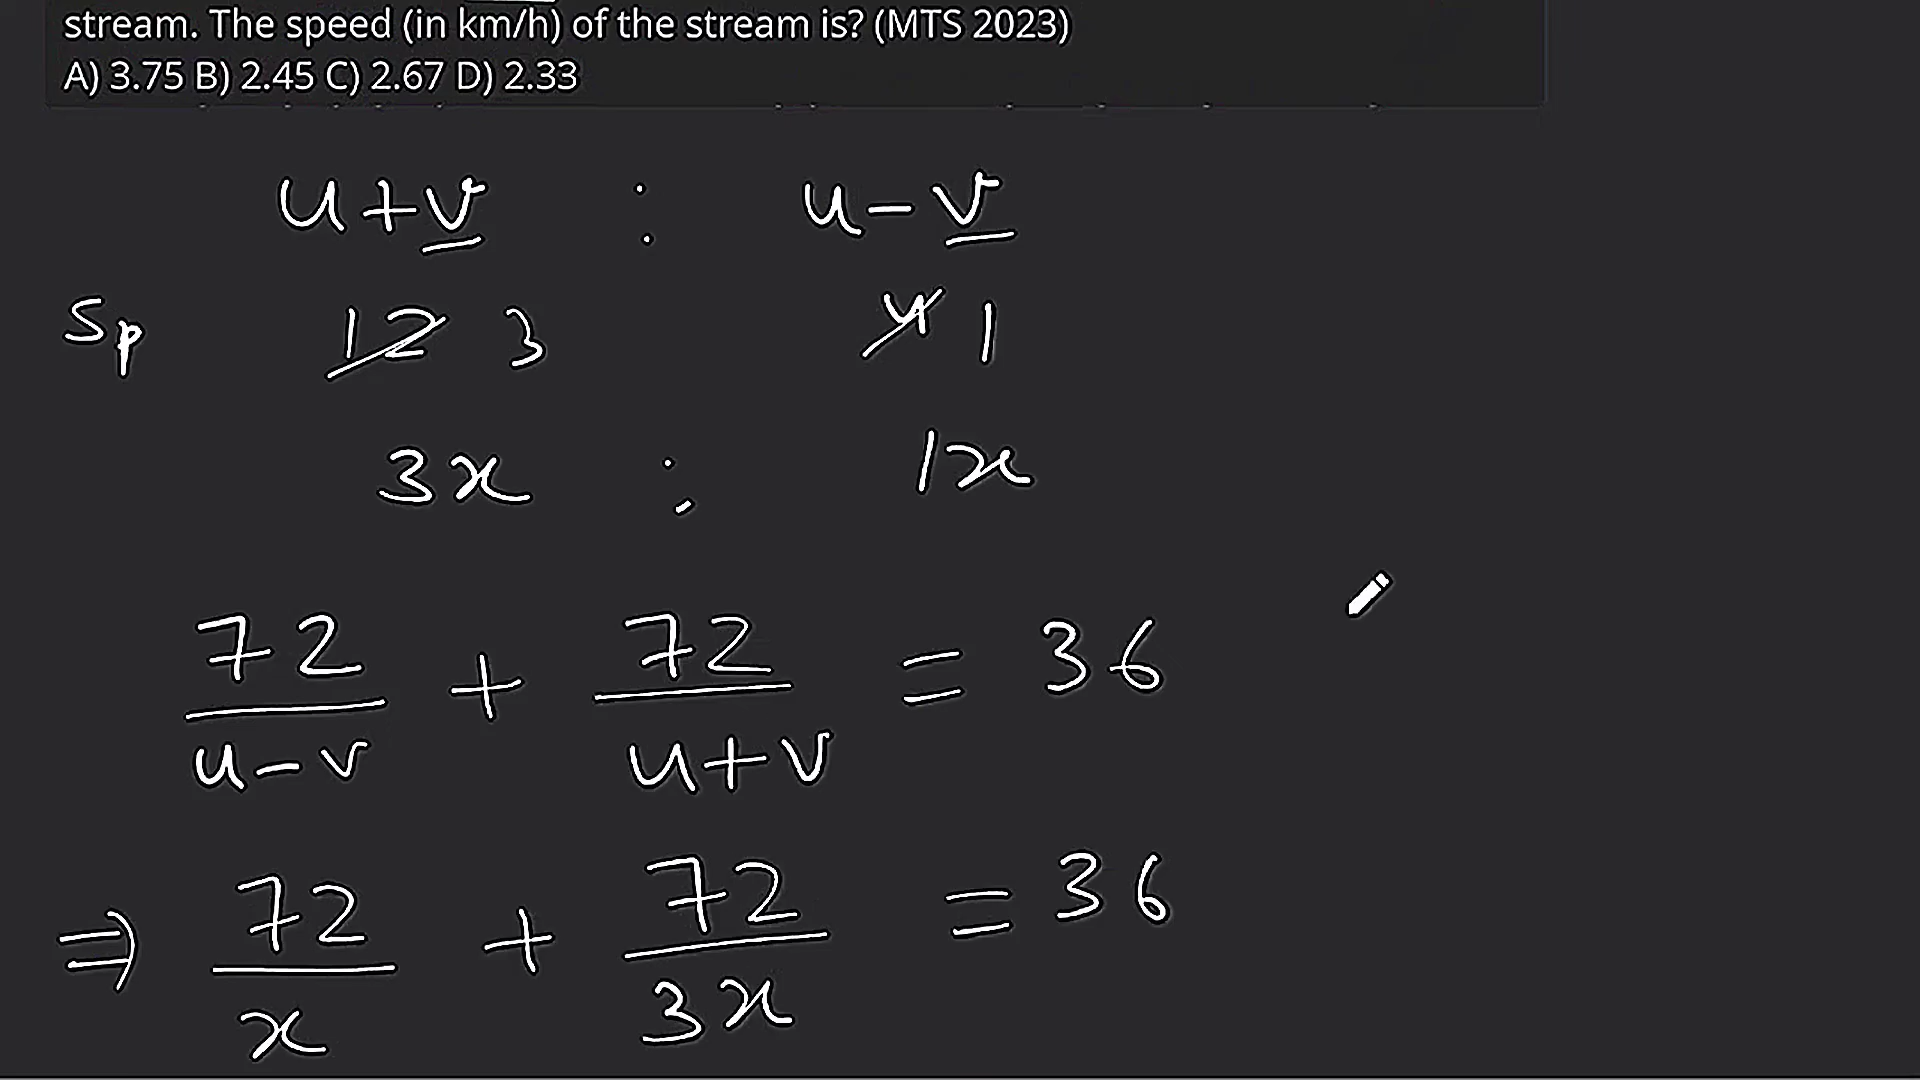 stream. The speed (in km/h) of the stream is? (MTS 2023)
A) 3.75 B) 2.45 C) 2.67 D) 2.33
u+v : u-v
Sp 12 3 4 1
3x : 1x
72/(u-v) + 72/(u+v) = 36
⇒ 72/x + 72/3x = 36